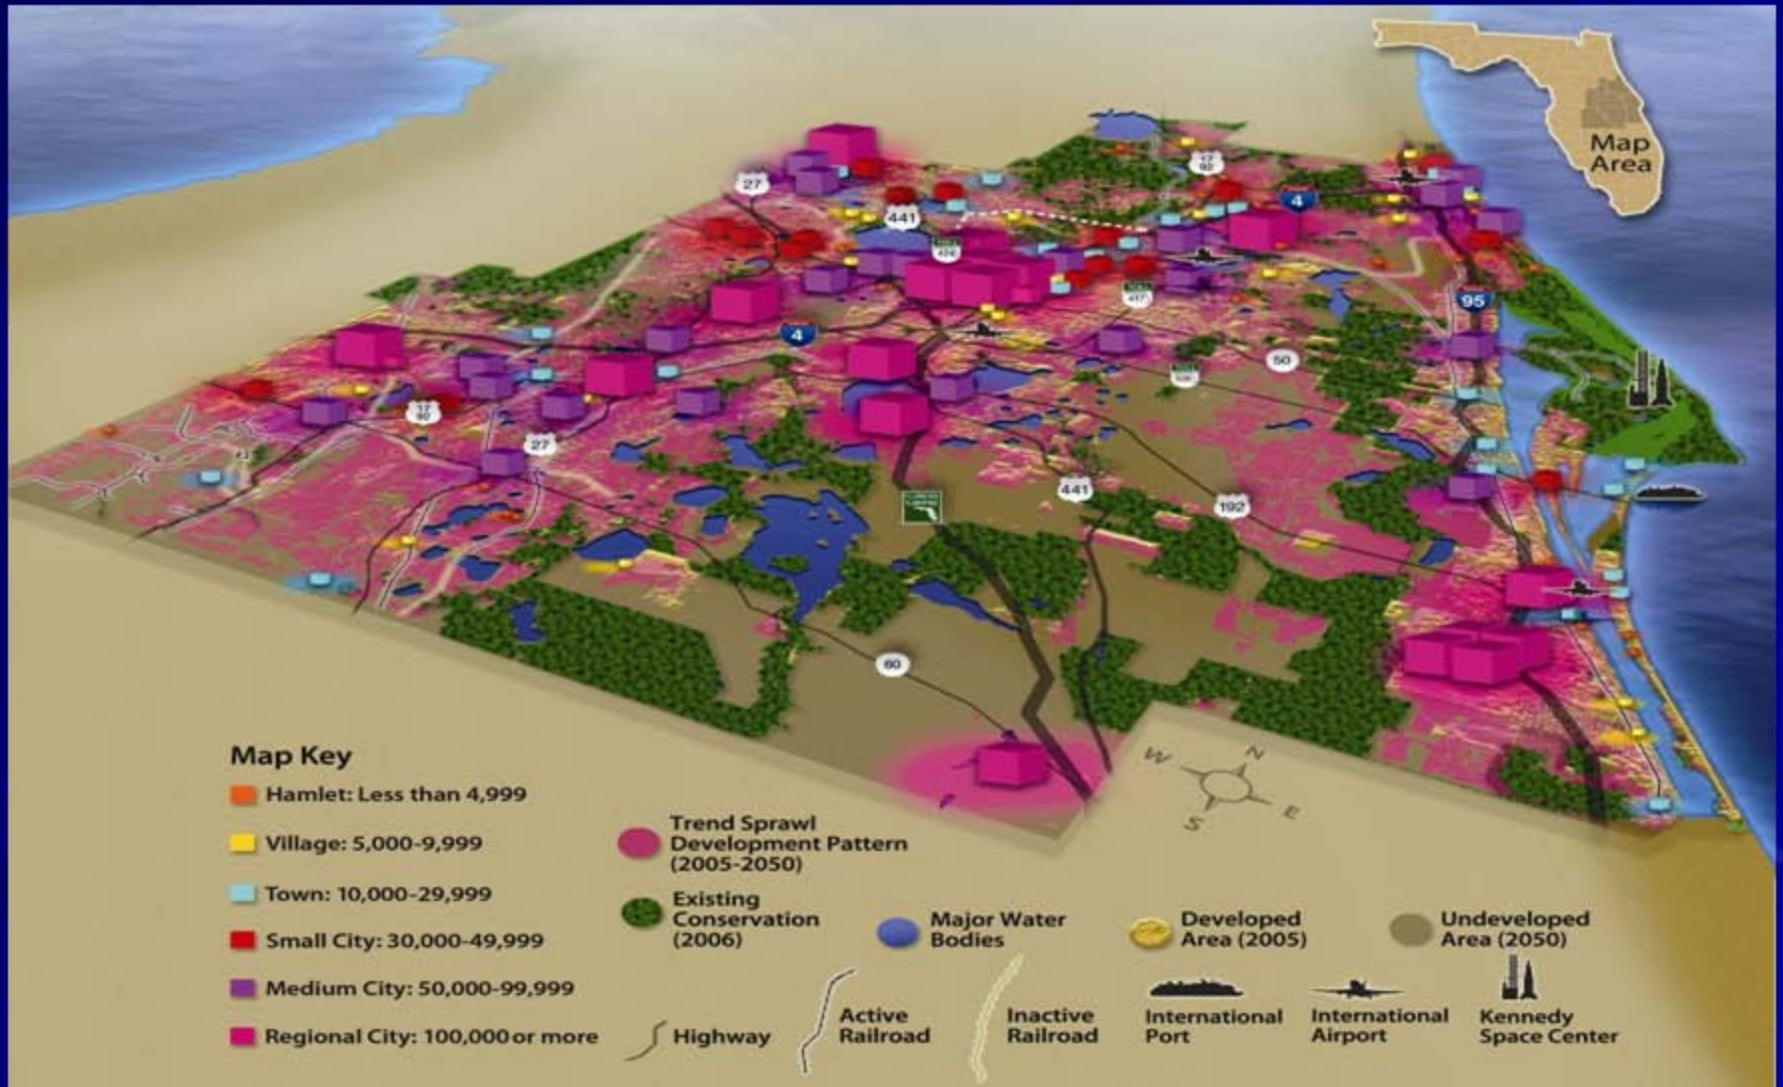 Map
Area
17
92
27
4
441
95
4
50
17
92
27
441
192
60
W
N
S
E
Map Key
Hamlet: Less than 4,999
Village: 5,000-9,999
Town: 10,000-29,999
Small City: 30,000-49,999
Medium City: 50,000-99,999
Regional City: 100,000 or more
Trend Sprawl
Development Pattern
(2005-2050)
Existing
Conservation
(2006)
Major Water
Bodies
Developed
Area (2005)
Undeveloped
Area (2050)
Highway
Active
Railroad
Inactive
Railroad
International
Port
International
Airport
Kennedy
Space Center